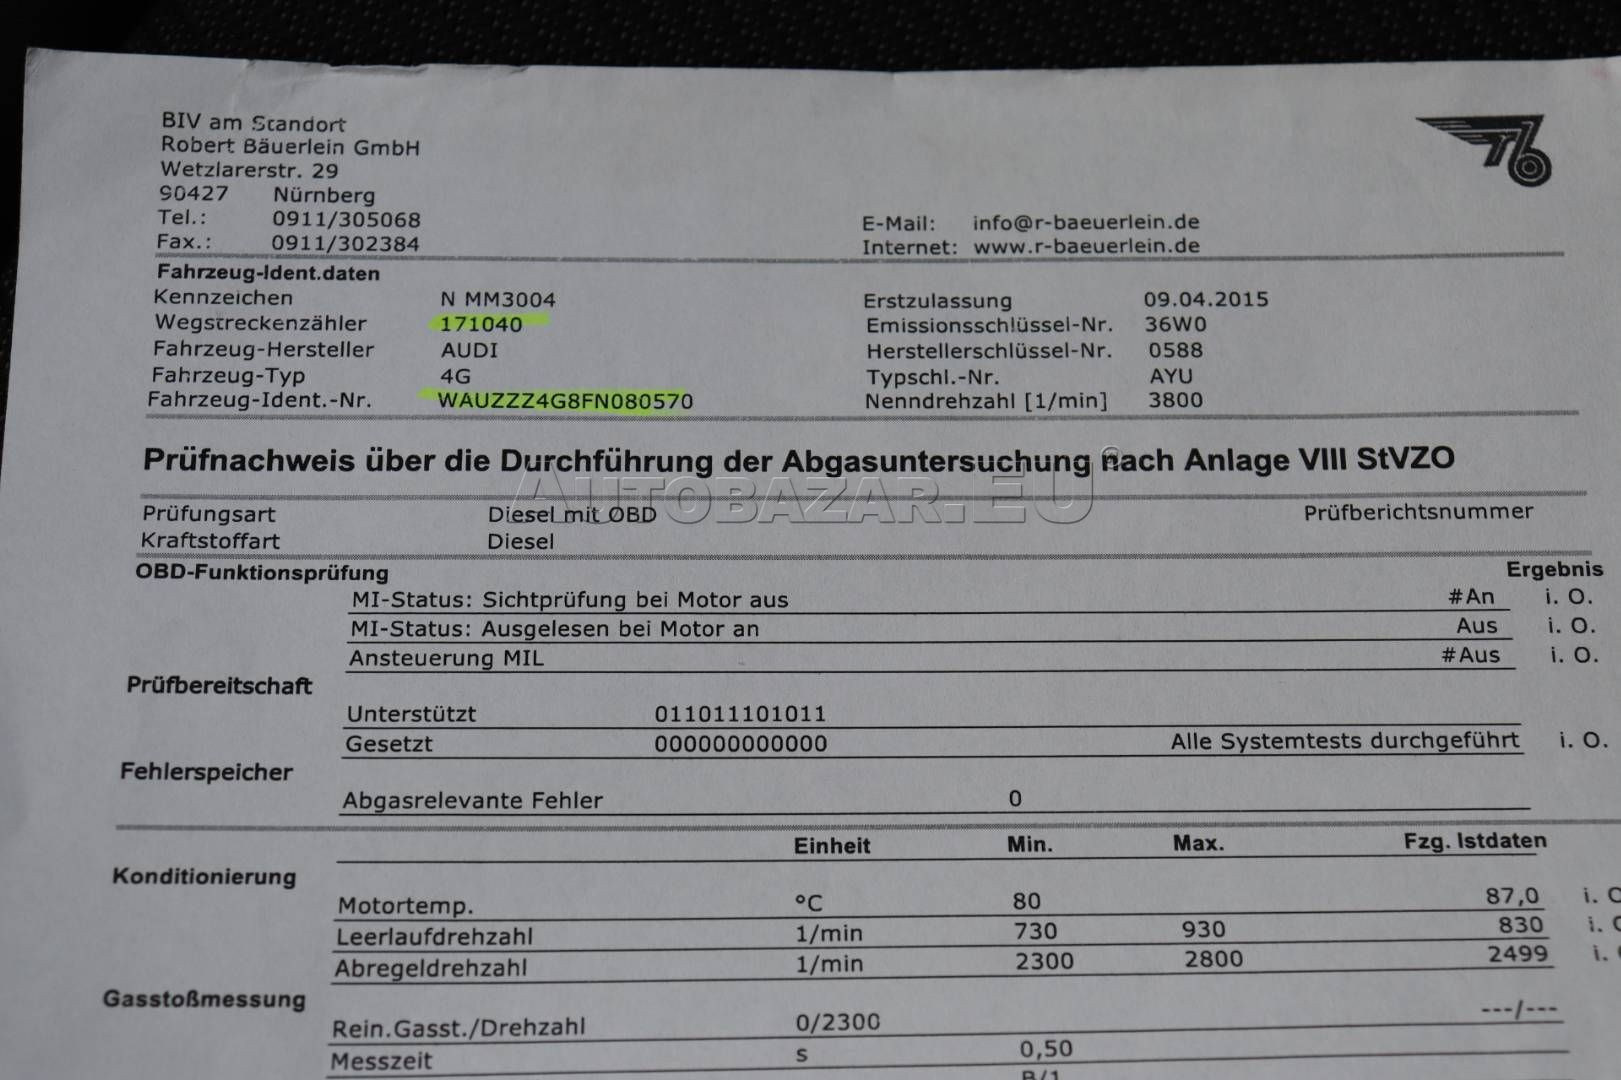 BIV am Standort
Robert Bäuerlein GmbH
Wetzlarerstr. 29
90427 Nürnberg
Tel.: 0911/305068
Fax.: 0911/302384
E-Mail: info@r-baeuerlein.de
Internet: www.r-baeuerlein.de
Fahrzeug-Ident.daten
Kennzeichen N MM3004 Erstzulassung 09.04.2015
Wegstreckenzähler 171040 Emissionsschlüssel-Nr. 36W0
Fahrzeug-Hersteller AUDI Herstellerschlüssel-Nr. 0588
Fahrzeug-Typ 4G Typschl.-Nr. AYU
Fahrzeug-Ident.-Nr. WAUZZZ4G8FN080570 Nenndrehzahl [1/min] 3800
Prüfnachweis über die Durchführung der Abgasuntersuchung nach Anlage VIII StVZO
AUTOBAZAR.EU®
Prüfungsart Diesel mit OBD Prüfberichtsnummer
Kraftstoffart Diesel
OBD-Funktionsprüfung Ergebnis
MI-Status: Sichtprüfung bei Motor aus #An i. O.
MI-Status: Ausgelesen bei Motor an Aus i. O.
Ansteuerung MIL #Aus i. O.
Prüfbereitschaft
Unterstützt 011011101011
Gesetzt 000000000000 Alle Systemtests durchgeführt i. O.
Fehlerspeicher
Abgasrelevante Fehler 0
Einheit Min. Max. Fzg. Istdaten
Konditionierung
Motortemp. °C 80 87,0 i. O
Leerlaufdrehzahl 1/min 730 930 830 i.
Abregeldrehzahl 1/min 2300 2800 2499 i.
Gasstoßmessung
Rein.Gasst./Drehzahl 0/2300 ---/---
Messzeit s 0,50